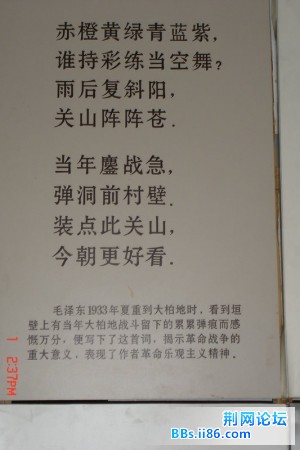 赤橙黄绿青蓝紫，
谁持彩练当空舞？
雨后复斜阳，
关山阵阵苍．
当年鏖战急，
弹洞前村壁．
装点此关山，
今朝更好看．
毛泽东1933年夏重到大柏地时，看到垣
壁上有当年大柏地战斗留下的累累弹痕而感
慨万分，便写下了这首词，揭示革命战争的
重大意义，表现了作者革命乐观主义精神．
1 2:37PM
荆网论坛
BBs.ii86.com